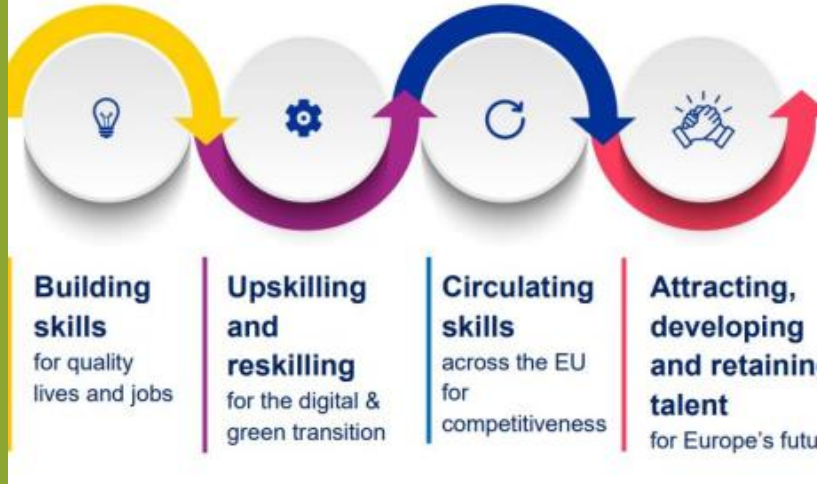 Building
skills
for quality
lives and jobs
Upskilling
and
reskilling
for the digital &
green transition
Circulating
skills
across the EU
for
competitiveness
Attracting,
developing
and retainin
talent
for Europe's futu